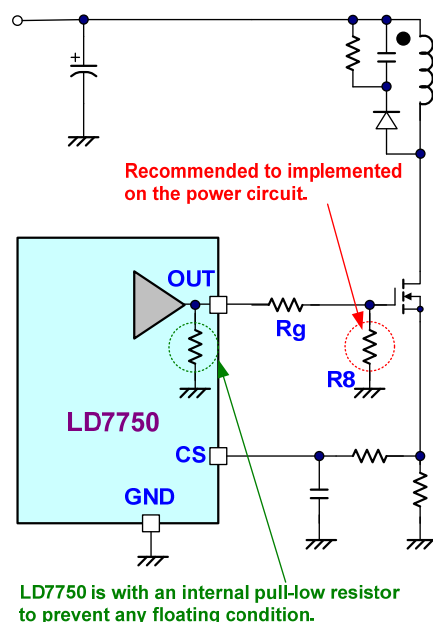 +
Recommended to implemented
on the power circuit.
OUT
Rg
R8
LD7750
CS
GND
LD7750 is with an internal pull-low resistor
to prevent any floating condition.